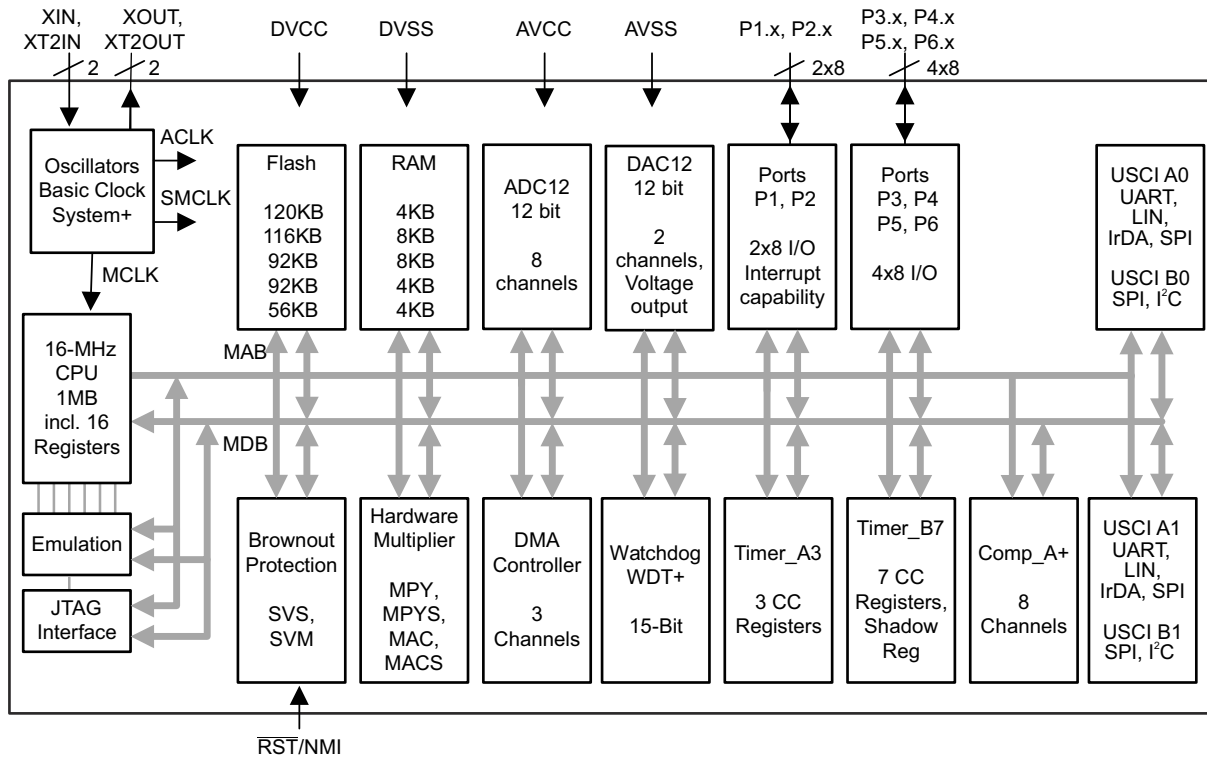 XIN,
XT2IN
XOUT,
XT2OUT
DVCC
DVSS
AVCC
AVSS
P1.x, P2.x
P3.x, P4.x
P5.x, P6.x
2
2
2x8
4x8
Oscillators
Basic Clock
System+
ACLK
SMCLK
MCLK
Flash
120KB
116KB
92KB
92KB
56KB
RAM
4KB
8KB
8KB
4KB
4KB
ADC12
12 bit
8
channels
DAC12
12 bit
2
channels,
Voltage
output
Ports
P1, P2
2x8 I/O
Interrupt
capability
Ports
P3, P4
P5, P6
4x8 I/O
USCI A0
UART,
LIN,
IrDA, SPI
USCI B0
SPI, I²C
16-MHz
CPU
1MB
incl. 16
Registers
MAB
MDB
Emulation
JTAG
Interface
Brownout
Protection
SVS,
SVM
Hardware
Multiplier
MPY,
MPYS,
MAC,
MACS
DMA
Controller
3
Channels
Watchdog
WDT+
15-Bit
Timer_A3
3 CC
Registers
Timer_B7
7 CC
Registers,
Shadow
Reg
Comp_A+
8
Channels
USCI A1
UART,
LIN,
IrDA, SPI
USCI B1
SPI, I²C
RST/NMI